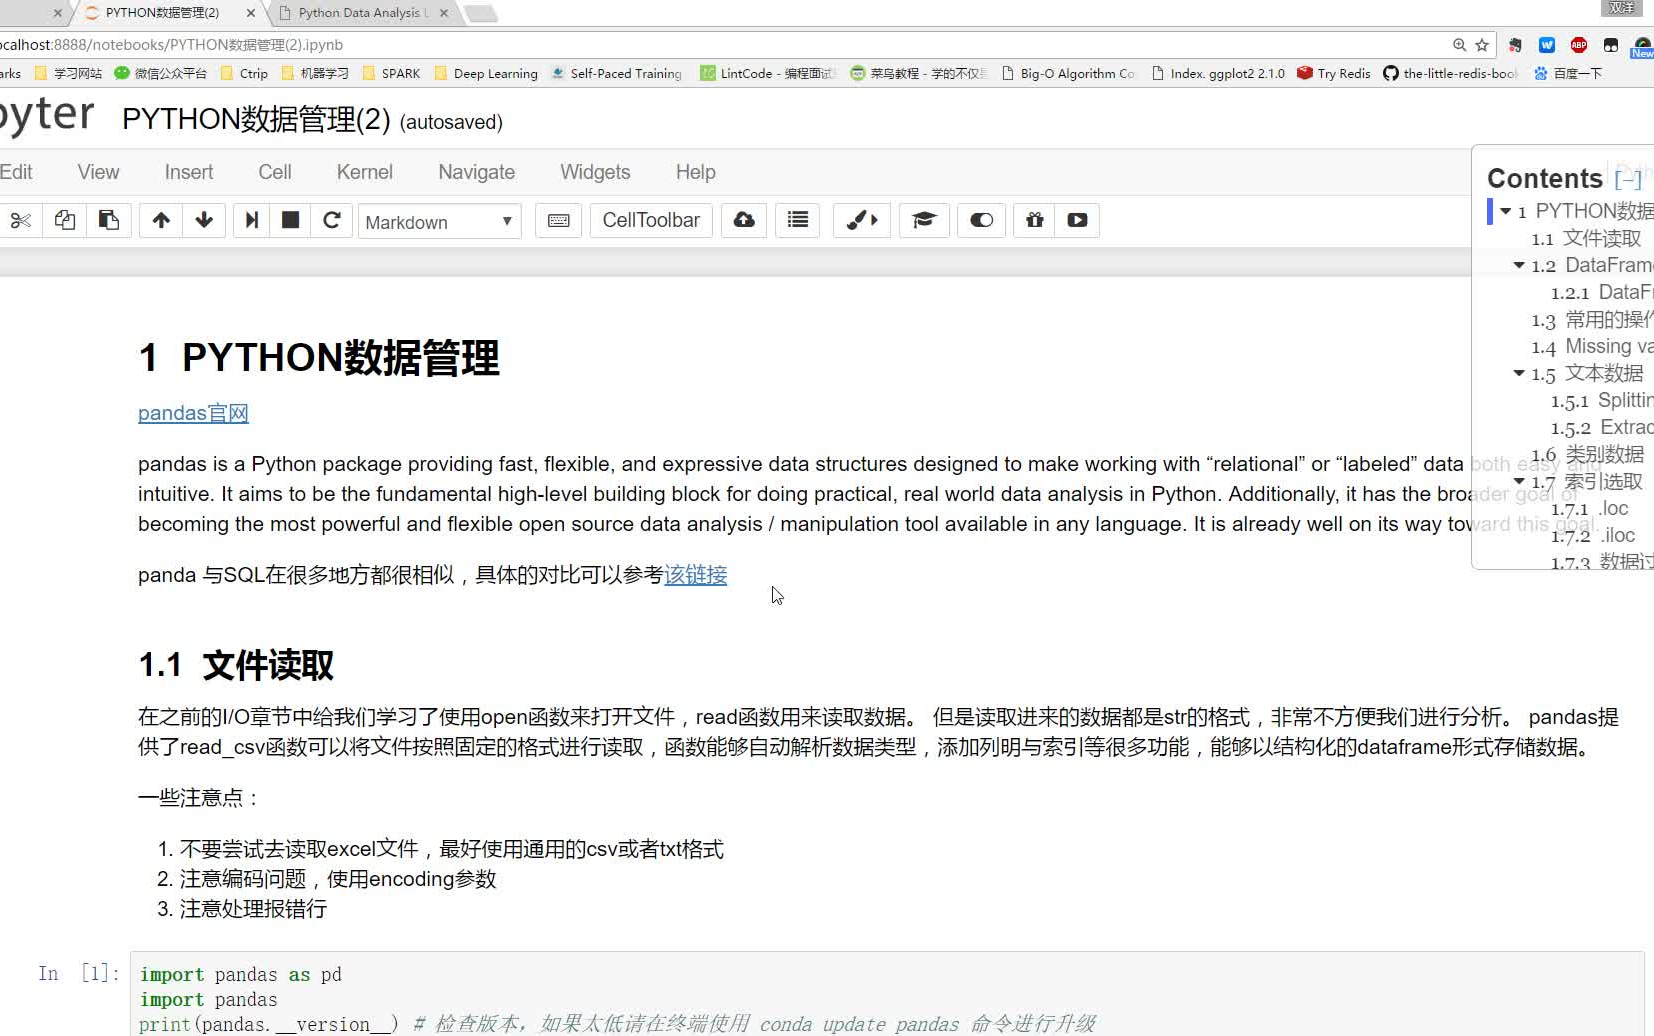 PYTHON数据管理(2)
Python Data Analysis
双洋
ocalhost:8888/notebooks/PYTHON数据管理(2).ipynb
arks 学习网站 微信公众平台 Ctrip 机器学习 SPARK Deep Learning Self-Paced Training LintCode - 编程面试 菜鸟教程 - 学的不仅 Big-O Algorithm Co Index. ggplot2 2.1.0 Try Redis the-little-redis-boo 百度一下
W ABP New
pyter PYTHON数据管理(2) (autosaved)
Edit View Insert Cell Kernel Navigate Widgets Help
Markdown CellToolbar
Contents [-]
1 PYTHON数据
1.1 文件读取
1.2 DataFram
1.2.1 DataF
1.3 常用的操作
1.4 Missing va
1.5 文本数据
1.5.1 Splittin
1.5.2 Extrac
1.6 类别数据
1.7 索引选取
1.7.1 .loc
1.7.2 .iloc
1.7.3 数据过
1 PYTHON数据管理
pandas官网
pandas is a Python package providing fast, flexible, and expressive data structures designed to make working with “relational” or “labeled” data both easy and
intuitive. It aims to be the fundamental high-level building block for doing practical, real world data analysis in Python. Additionally, it has the broader goal of
becoming the most powerful and flexible open source data analysis / manipulation tool available in any language. It is already well on its way toward this goal.
panda 与SQL在很多地方都很相似，具体的对比可以参考该链接
1.1 文件读取
在之前的I/O章节中给我们学习了使用open函数来打开文件，read函数用来读取数据。 但是读取进来的数据都是str的格式，非常不方便我们进行分析。 pandas提
供了read_csv函数可以将文件按照固定的格式进行读取，函数能够自动解析数据类型，添加列明与索引等很多功能，能够以结构化的dataframe形式存储数据。
一些注意点：
1. 不要尝试去读取excel文件，最好使用通用的csv或者txt格式
2. 注意编码问题，使用encoding参数
3. 注意处理报错行
In [1]: import pandas as pd
import pandas
print(pandas.__version__) # 检查版本，如果太低请在终端使用 conda update pandas 命令进行升级